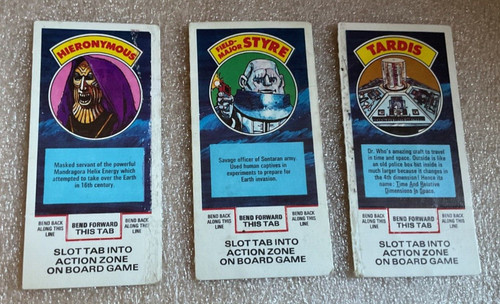 HIERONYMOUS
Masked servant of the powerful
Mandragora Helix Energy which
attempted to take over the Earth
in 16th century.
BEND BACK
ALONG THIS
LINE
BEND FORWARD
THIS TAB
BEND BACK
ALONG THIS
LINE
SLOT TAB INTO
ACTION ZONE
ON BOARD GAME
FIELD-
MAJOR STYRE
Savage officer of Sontaran army.
Used human captives in
experiments to prepare for
Earth invasion.
BEND BACK
ALONG THIS
LINE
BEND FORWARD
THIS TAB
BEND BACK
ALONG THIS
LINE
SLOT TAB INTO
ACTION ZONE
ON BOARD GAME
TARDIS
Dr. Who's amazing craft to travel
in time and space. Outside is like
an old police box but inside is
much larger because it changes in
the 4th dimension! Hence its
name: Time And Relative
Dimensions In Space.
BEND BACK
ALONG THIS
LINE
BEND FORWARD
THIS TAB
BEND BACK
ALONG THIS
LINE
SLOT TAB INTO
ACTION ZONE
ON BOARD GAME